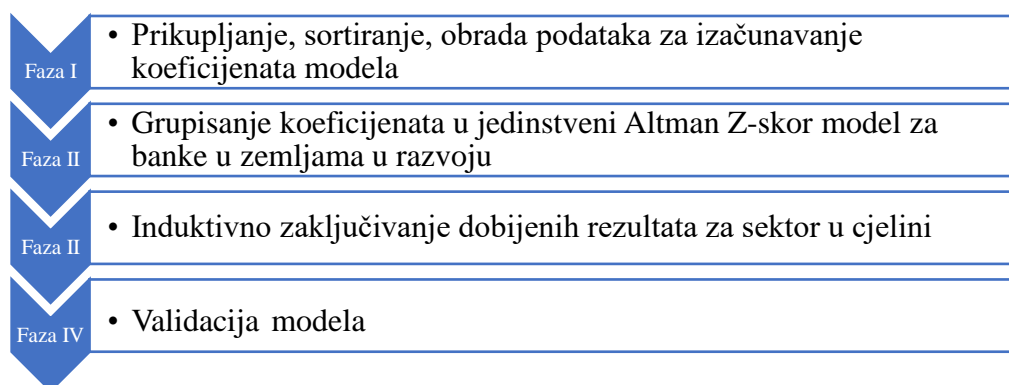 Faza I
• Prikupljanje, sortiranje, obrada podataka za izačunavanje
koeficijenata modela
Faza II
• Grupisanje koeficijenata u jedinstveni Altman Z-skor model za
banke u zemljama u razvoju
Faza II
• Induktivno zaključivanje dobijenih rezultata za sektor u cjelini
Faza IV
• Validacija modela